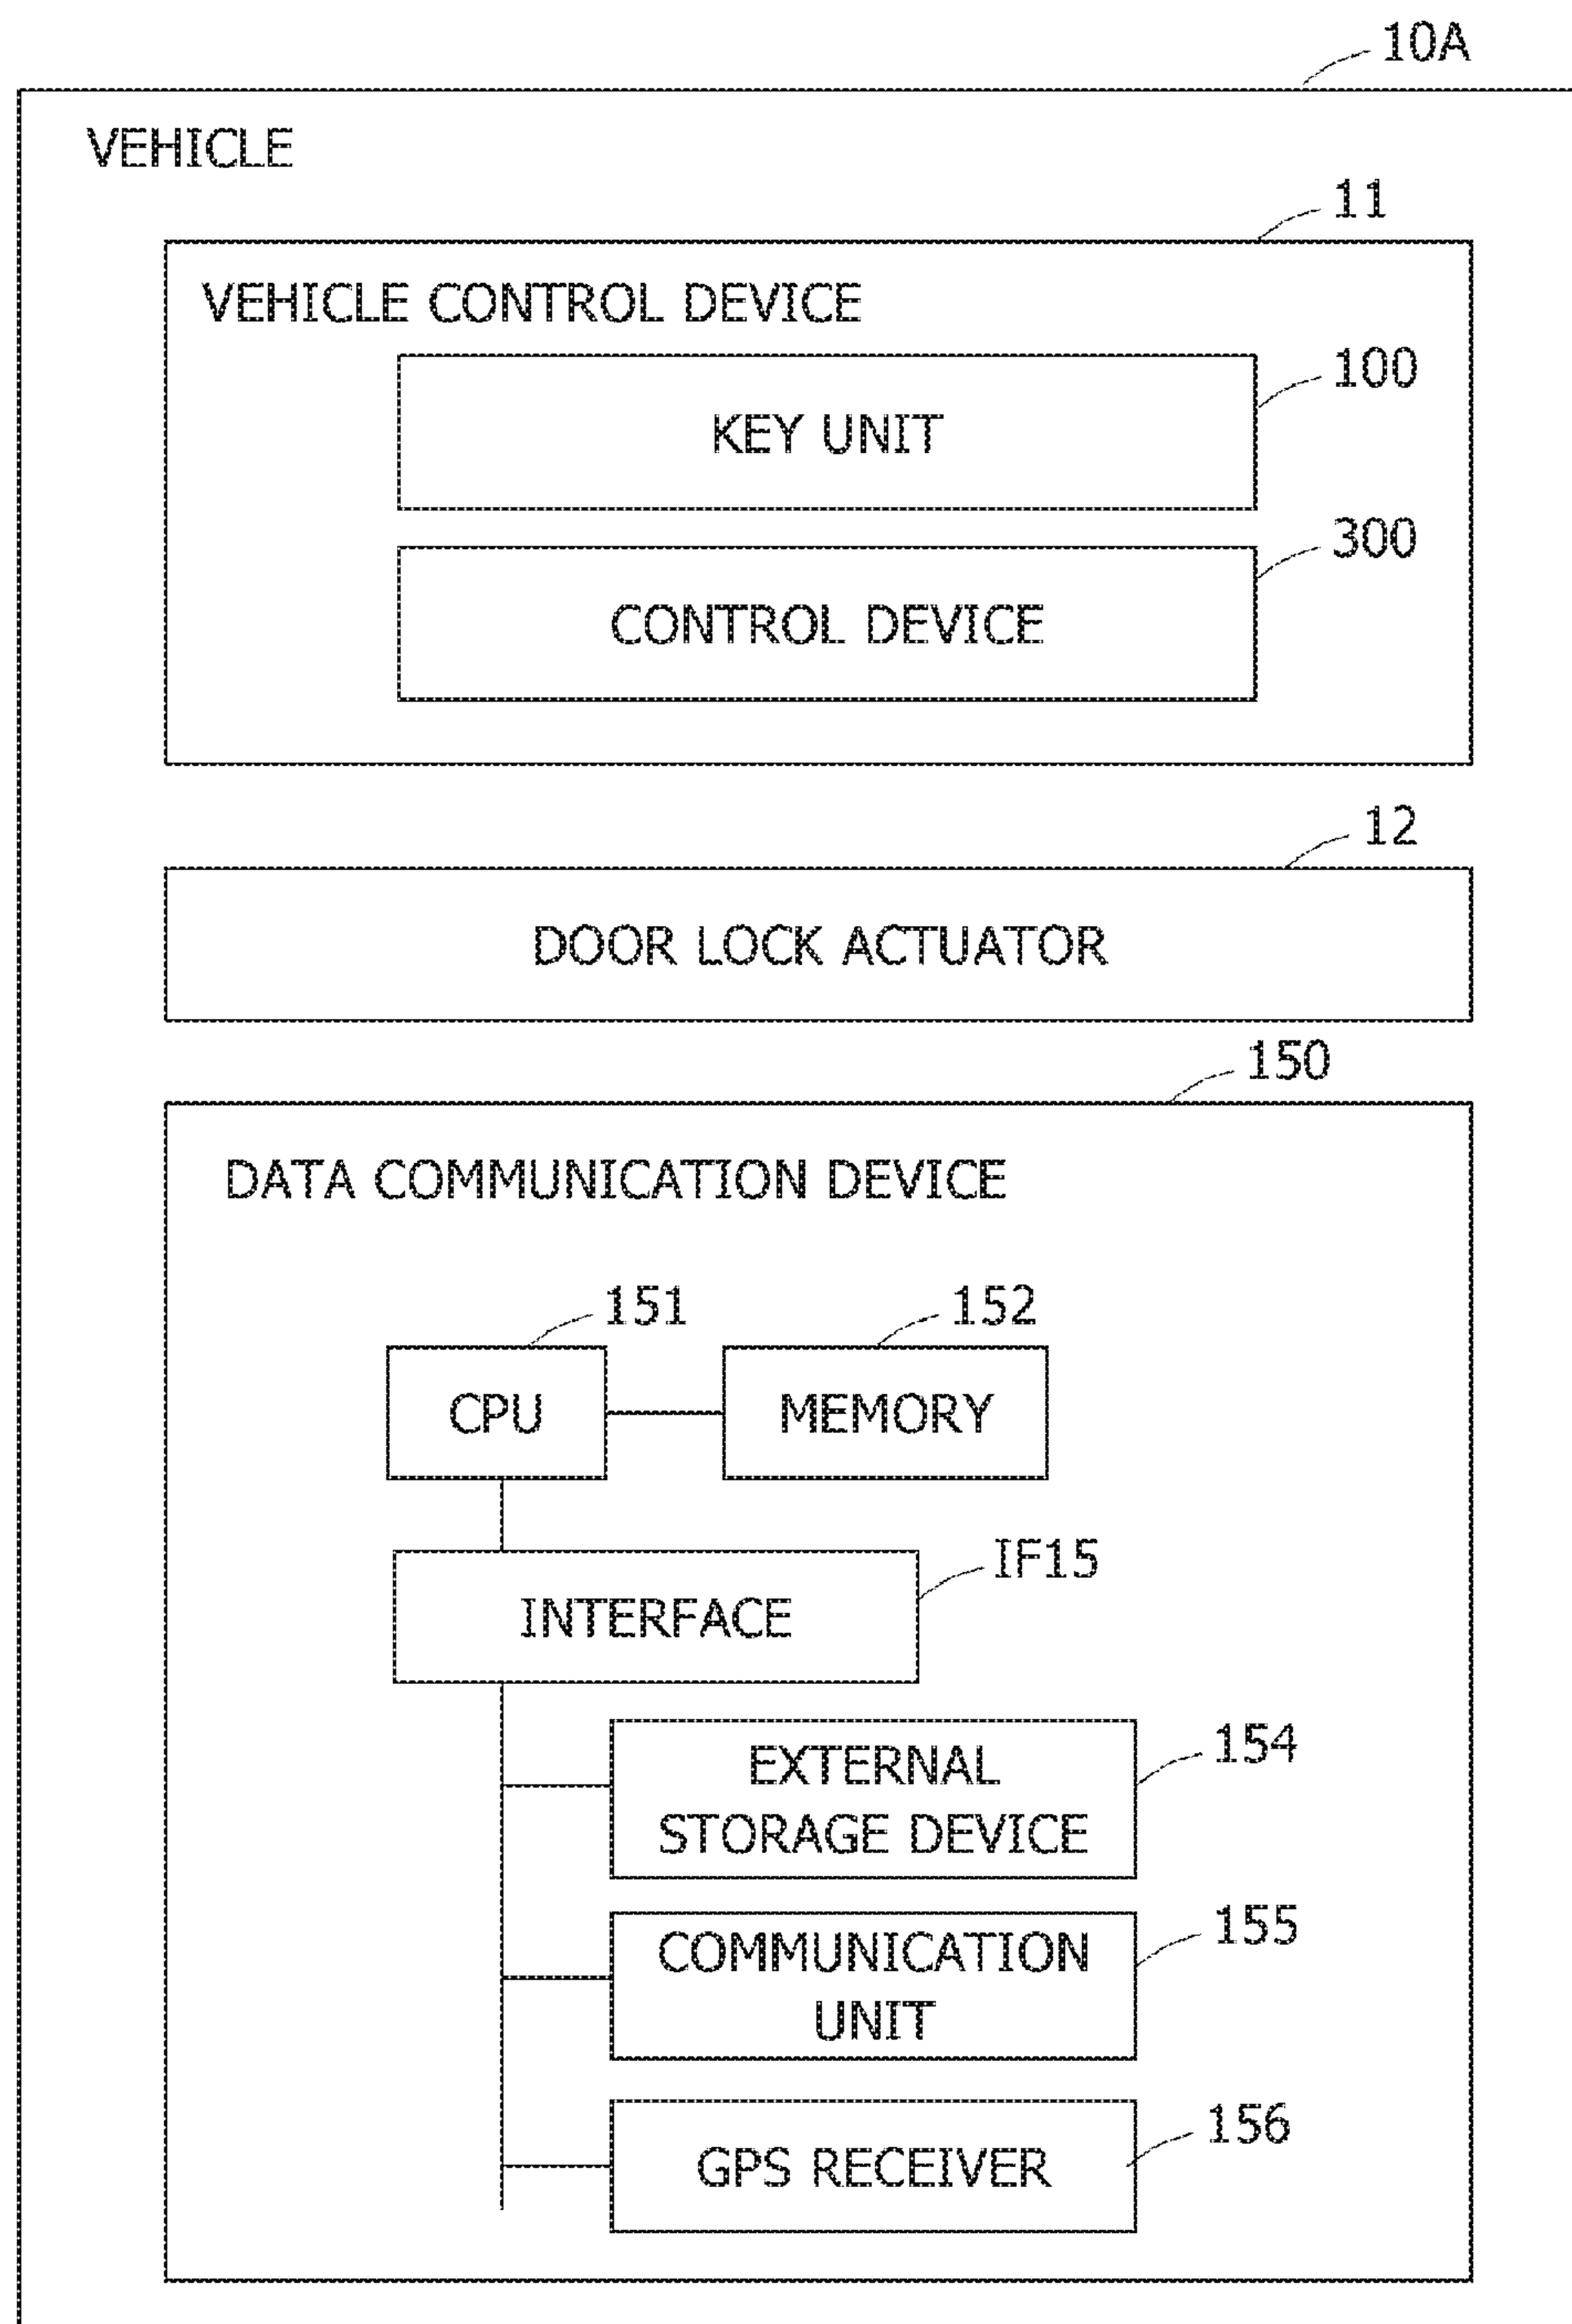 10A
VEHICLE
11
VEHICLE CONTROL DEVICE
100
KEY UNIT
300
CONTROL DEVICE
12
DOOR LOCK ACTUATOR
150
DATA COMMUNICATION DEVICE
151
152
CPU
MEMORY
IF15
INTERFACE
154
EXTERNAL
STORAGE DEVICE
155
COMMUNICATION
UNIT
156
GPS RECEIVER